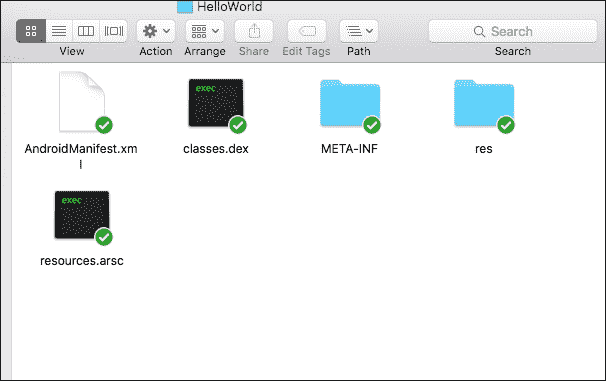 HelloWorld
View Action Arrange Share Edit Tags Path Search
Search
exec
AndroidManifest.xm
l
classes.dex
META-INF
res
exec
resources.arsc